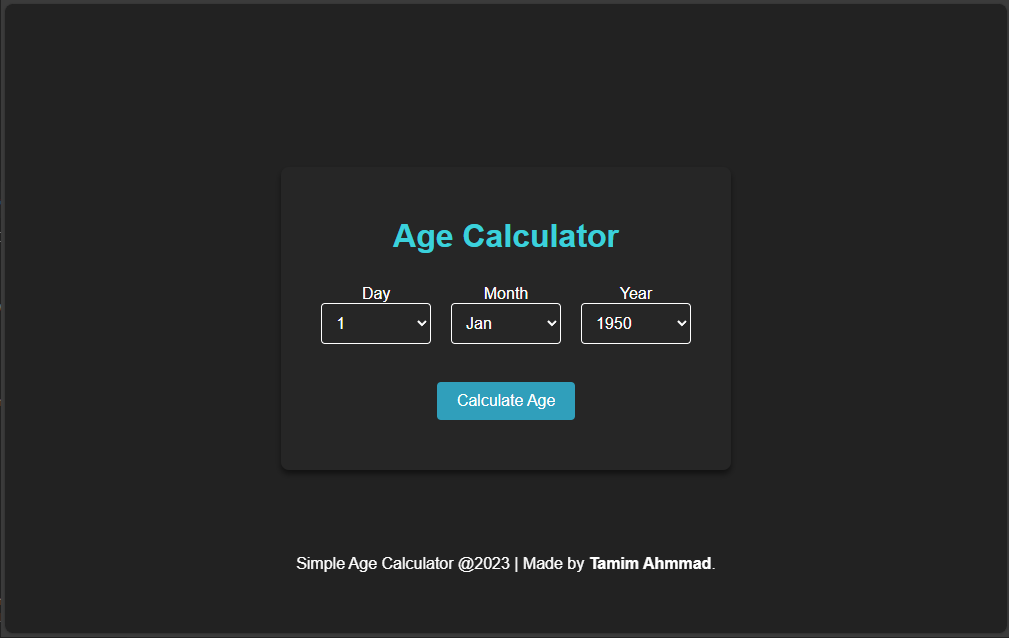 Age Calculator
Day Month Year
1 Jan 1950
Calculate Age
Simple Age Calculator @2023 | Made by Tamim Ahmmad.